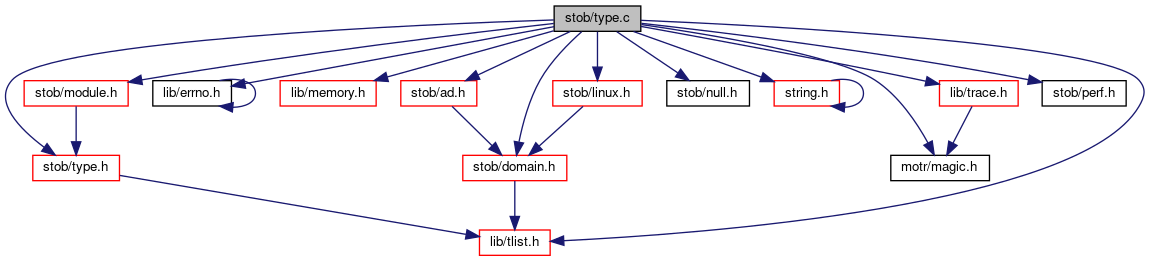 stob/type.c
stob/module.h
lib/errno.h
lib/memory.h
stob/ad.h
stob/linux.h
stob/null.h
string.h
lib/trace.h
stob/perf.h
stob/type.h
stob/domain.h
motr/magic.h
lib/tlist.h